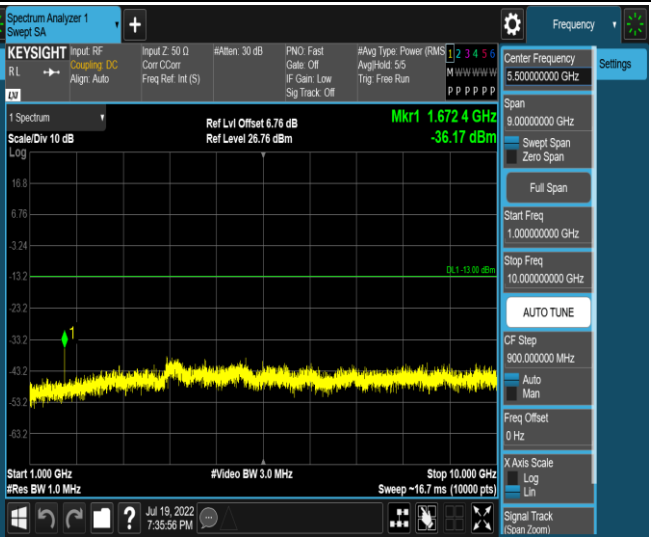 Spectrum Analyzer 1
Swept SA
+
Frequency
KEYSIGHT
RL
LXI
Input: RF
Coupling: DC
Align: Auto
Input Z: 50 Ω
Corr CCorr
Freq Ref: Int (S)
#Atten: 30 dB
PNO: Fast
Gate: Off
IF Gain: Low
Sig Track: Off
#Avg Type: Power (RMS
Avg|Hold: 5/5
Trig: Free Run
1 2 3 4 5 6
M W W W W W
P P P P P P
Center Frequency
5.500000000 GHz
Settings
Span
9.00000000 GHz
Swept Span
Zero Span
Full Span
Start Freq
1.000000000 GHz
Stop Freq
10.000000000 GHz
AUTO TUNE
CF Step
900.000000 MHz
Auto
Man
Freq Offset
0 Hz
X Axis Scale
Log
Lin
Signal Track
(Span Zoom)
1 Spectrum
Scale/Div 10 dB
Log
Ref Lvl Offset 6.76 dB
Ref Level 26.76 dBm
Mkr1 1.672 4 GHz
-36.17 dBm
16.8
6.76
-3.24
-13.2
DL1 -13.00 dBm
-23.2
-33.2
1
-43.2
-53.2
-63.2
Start 1.000 GHz
#Video BW 3.0 MHz
Stop 10.000 GHz
#Res BW 1.0 MHz
Sweep ~16.7 ms (10000 pts)
?
Jul 19, 2022
7:35:56 PM